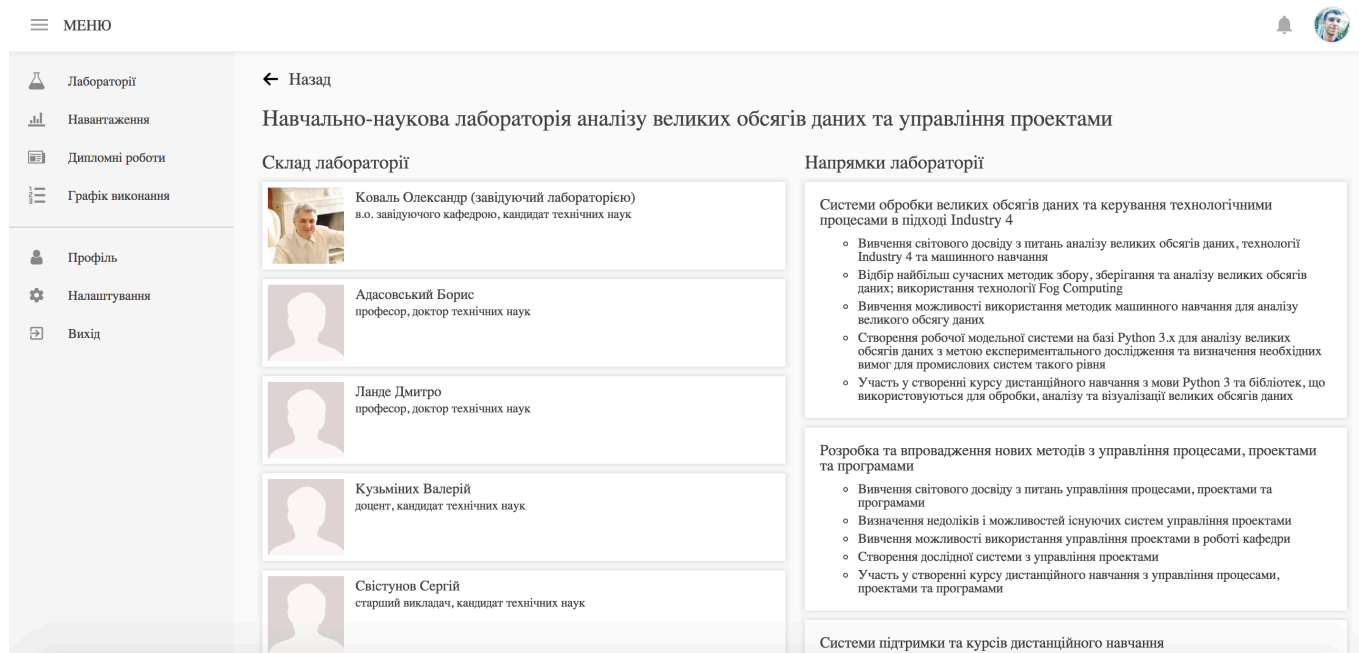 МЕНЮ
Лабораторії
Навантаження
Дипломні роботи
Графік виконання
Профіль
Налаштування
Вихід
Назад
Навчально-наукова лабораторія аналізу великих обсягів даних та управління проектами
Склад лабораторії
Коваль Олександр (завідуючий лабораторією)
в.о. завідуючого кафедрою, кандидат технічних наук
Адасовський Борис
професор, доктор технічних наук
Ланде Дмитро
професор, доктор технічних наук
Кузьміних Валерій
доцент, кандидат технічних наук
Свістунов Сергій
старший викладач, кандидат технічних наук
Напрямки лабораторії
Системи обробки великих обсягів даних та керування технологічними
процесами в підході Industry 4
Вивчення світового досвіду з питань аналізу великих обсягів даних, технології
Industry 4 та машинного навчання
Відбір найбільш сучасних методик збору, зберігання та аналізу великих обсягів
даних; використання технології Fog Computing
Вивчення можливості використання методик машинного навчання для аналізу
великого обсягу даних
Створення робочої модельної системи на базі Python 3.x для аналізу великих
обсягів даних з метою експериментального дослідження та визначення необхідних
вимог для промислових систем такого рівня
Участь у створенні курсу дистанційного навчання з мови Python 3 та бібліотек, що
використовуються для обробки, аналізу та візуалізації великих обсягів даних
Розробка та впровадження нових методів з управління процесами, проектами
та програмами
Вивчення світового досвіду з питань управління процесами, проектами та
програмами
Визначення недоліків і можливостей існуючих систем управління проектами
Вивчення можливості використання управління проектами в роботі кафедри
Створення дослідної системи з управління проектами
Участь у створенні курсу дистанційного навчання з управління процесами,
проектами та програмами
Системи підтримки та курсів дистанційного навчання